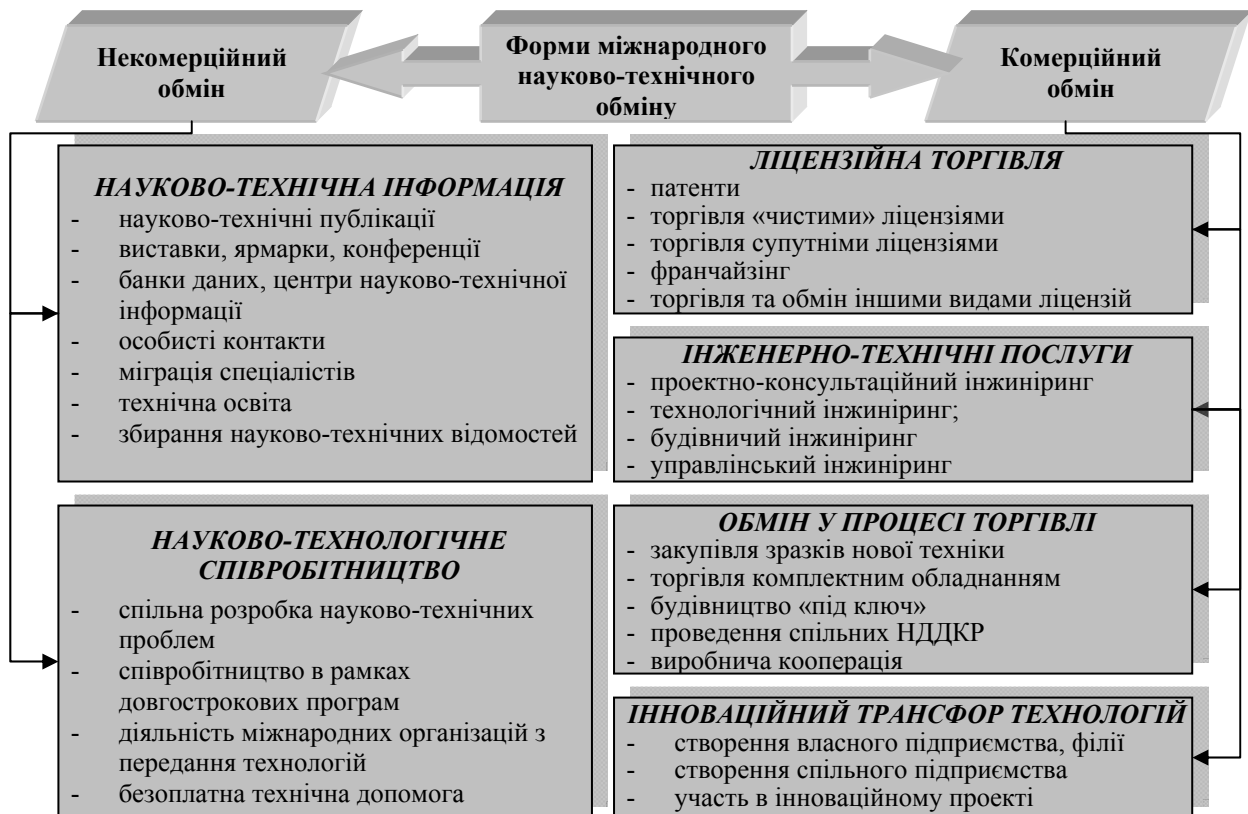 Некомерційний
обмін
Форми міжнародного
науково-технічного
обміну
Комерційний
обмін
НАУКОВО-ТЕХНІЧНА ІНФОРМАЦІЯ
- науково-технічні публікації
- виставки, ярмарки, конференції
- банки даних, центри науково-технічної
інформації
- особисті контакти
- міграція спеціалістів
- технічна освіта
- збирання науково-технічних відомостей
НАУКОВО-ТЕХНОЛОГІЧНЕ
СПІВРОБІТНИЦТВО
- спільна розробка науково-технічних
проблем
- співробітництво в рамках
довгострокових програм
- діяльність міжнародних організацій з
передання технологій
- безоплатна технічна допомога
ЛІЦЕНЗІЙНА ТОРГІВЛЯ
- патенти
- торгівля «чистими» ліцензіями
- торгівля супутніми ліцензіями
- франчайзінг
- торгівля та обмін іншими видами ліцензій
ІНЖЕНЕРНО-ТЕХНІЧНІ ПОСЛУГИ
- проектно-консультаційний інжиніринг
- технологічний інжиніринг;
- будівничий інжиніринг
- управлінський інжиніринг
ОБМІН У ПРОЦЕСІ ТОРГІВЛІ
- закупівля зразків нової техніки
- торгівля комплектним обладнанням
- будівництво «під ключ»
- проведення спільних НДДКР
- виробнича кооперація
ІННОВАЦІЙНИЙ ТРАНСФОР ТЕХНОЛОГІЙ
- створення власного підприємства, філії
- створення спільного підприємства
- участь в інноваційному проекті